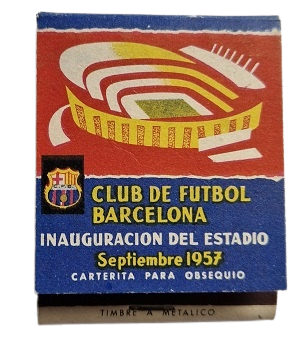 CLUB DE FUTBOL
BARCELONA
INAUGURACION DEL ESTADIO
Septiembre 1957
CARTERITA PARA OBSEQUIO
TIMBRE A METALICO